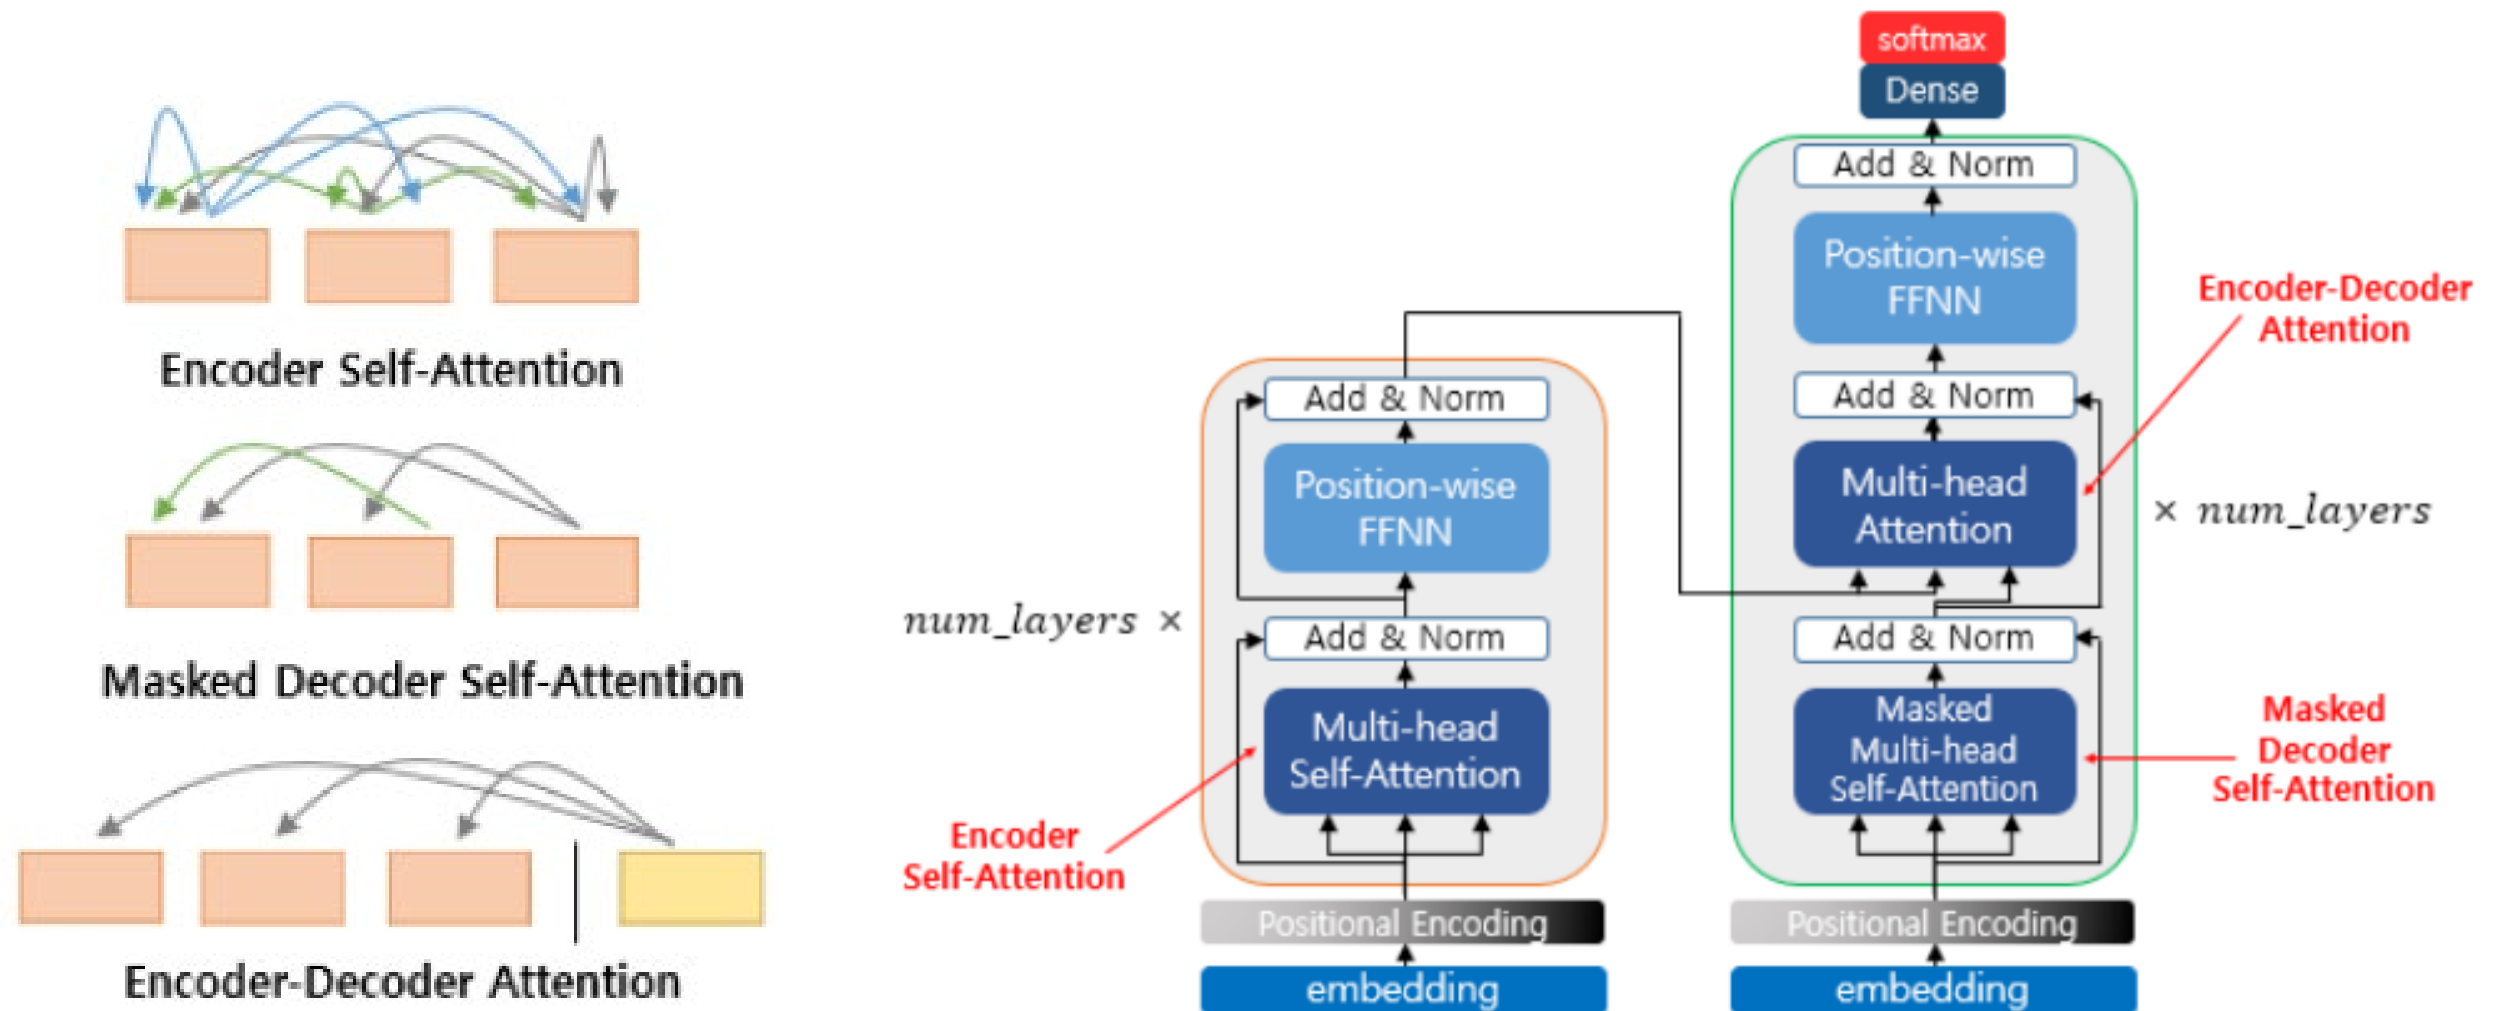 Encoder Self-Attention
Masked Decoder Self-Attention
Encoder-Decoder Attention
num_layers ×
Encoder
Self-Attention
Add & Norm
Position-wise
FFNN
Add & Norm
Multi-head
Self-Attention
Positional Encoding
embedding
softmax
Dense
Add & Norm
Position-wise
FFNN
Add & Norm
Multi-head
Attention
Add & Norm
Masked
Multi-head
Self-Attention
Positional Encoding
embedding
Encoder-Decoder
Attention
× num_layers
Masked
Decoder
Self-Attention